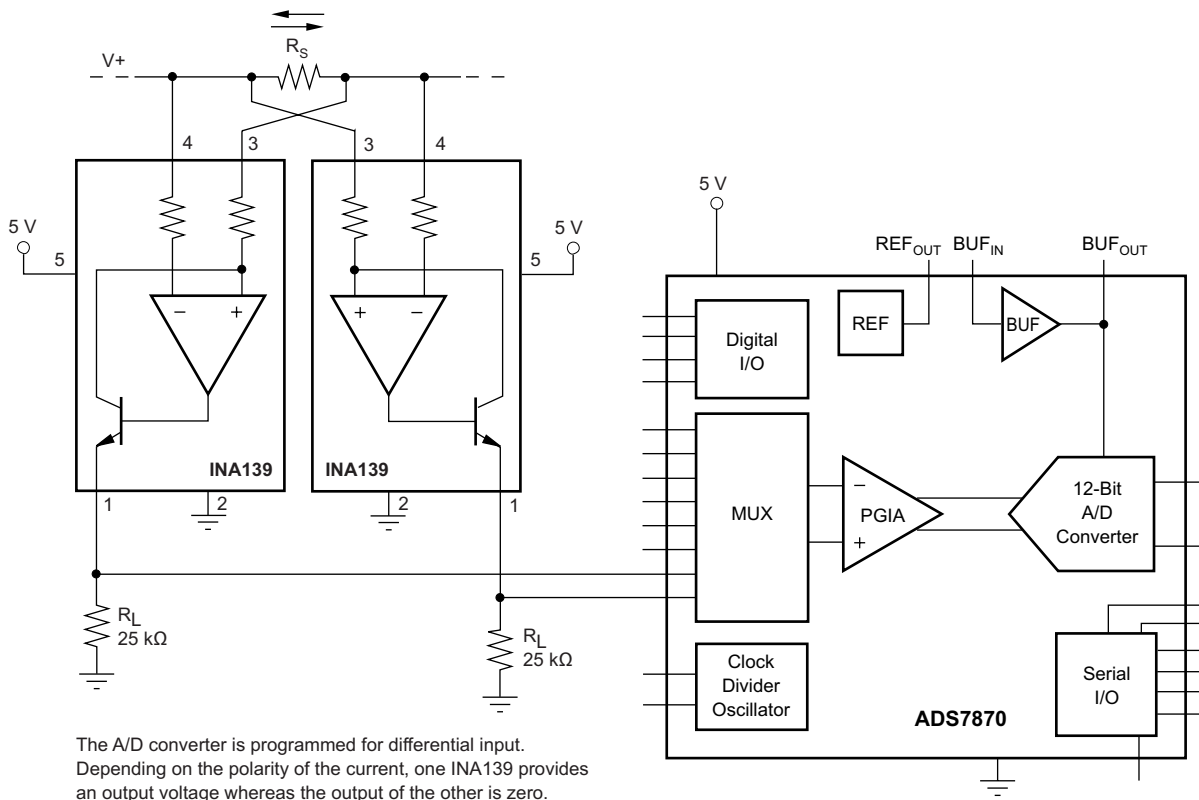 R_S
V+
4
3
3
4
5 V
5
5
5 V
−
+
+
−
INA139
INA139
1
2
2
1
R_L
25 kΩ
R_L
25 kΩ
5 V
REF_OUT
BUF_IN
BUF_OUT
REF
BUF
Digital
I/O
MUX
−
PGIA
+
12-Bit
A/D
Converter
Clock
Divider
Oscillator
Serial
I/O
ADS7870
The A/D converter is programmed for differential input.
Depending on the polarity of the current, one INA139 provides
an output voltage whereas the output of the other is zero.